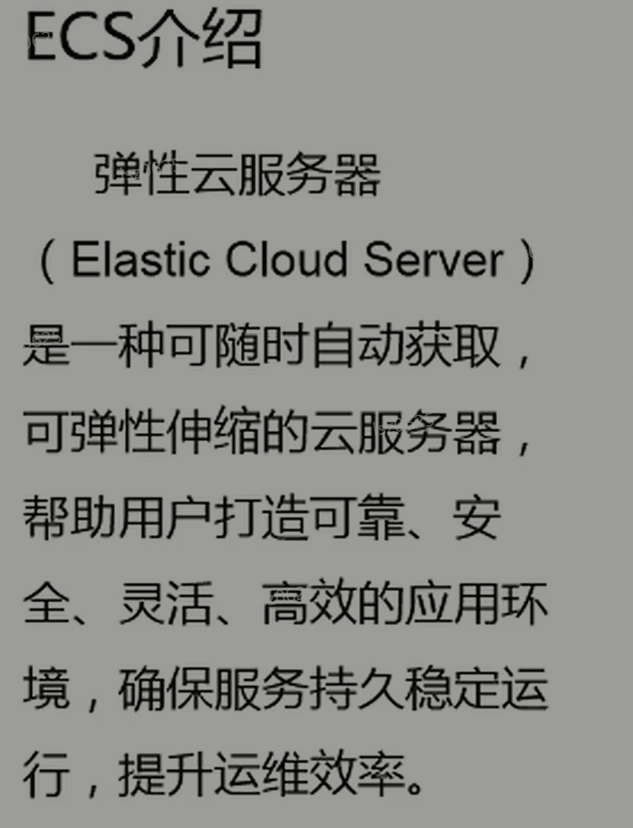 ECS介绍
弹性云服务器
（Elastic Cloud Server）
是一种可随时自动获取，
可弹性伸缩的云服务器，
帮助用户打造可靠、安
全、灵活、高效的应用环
境，确保服务持久稳定运
行，提升运维效率。